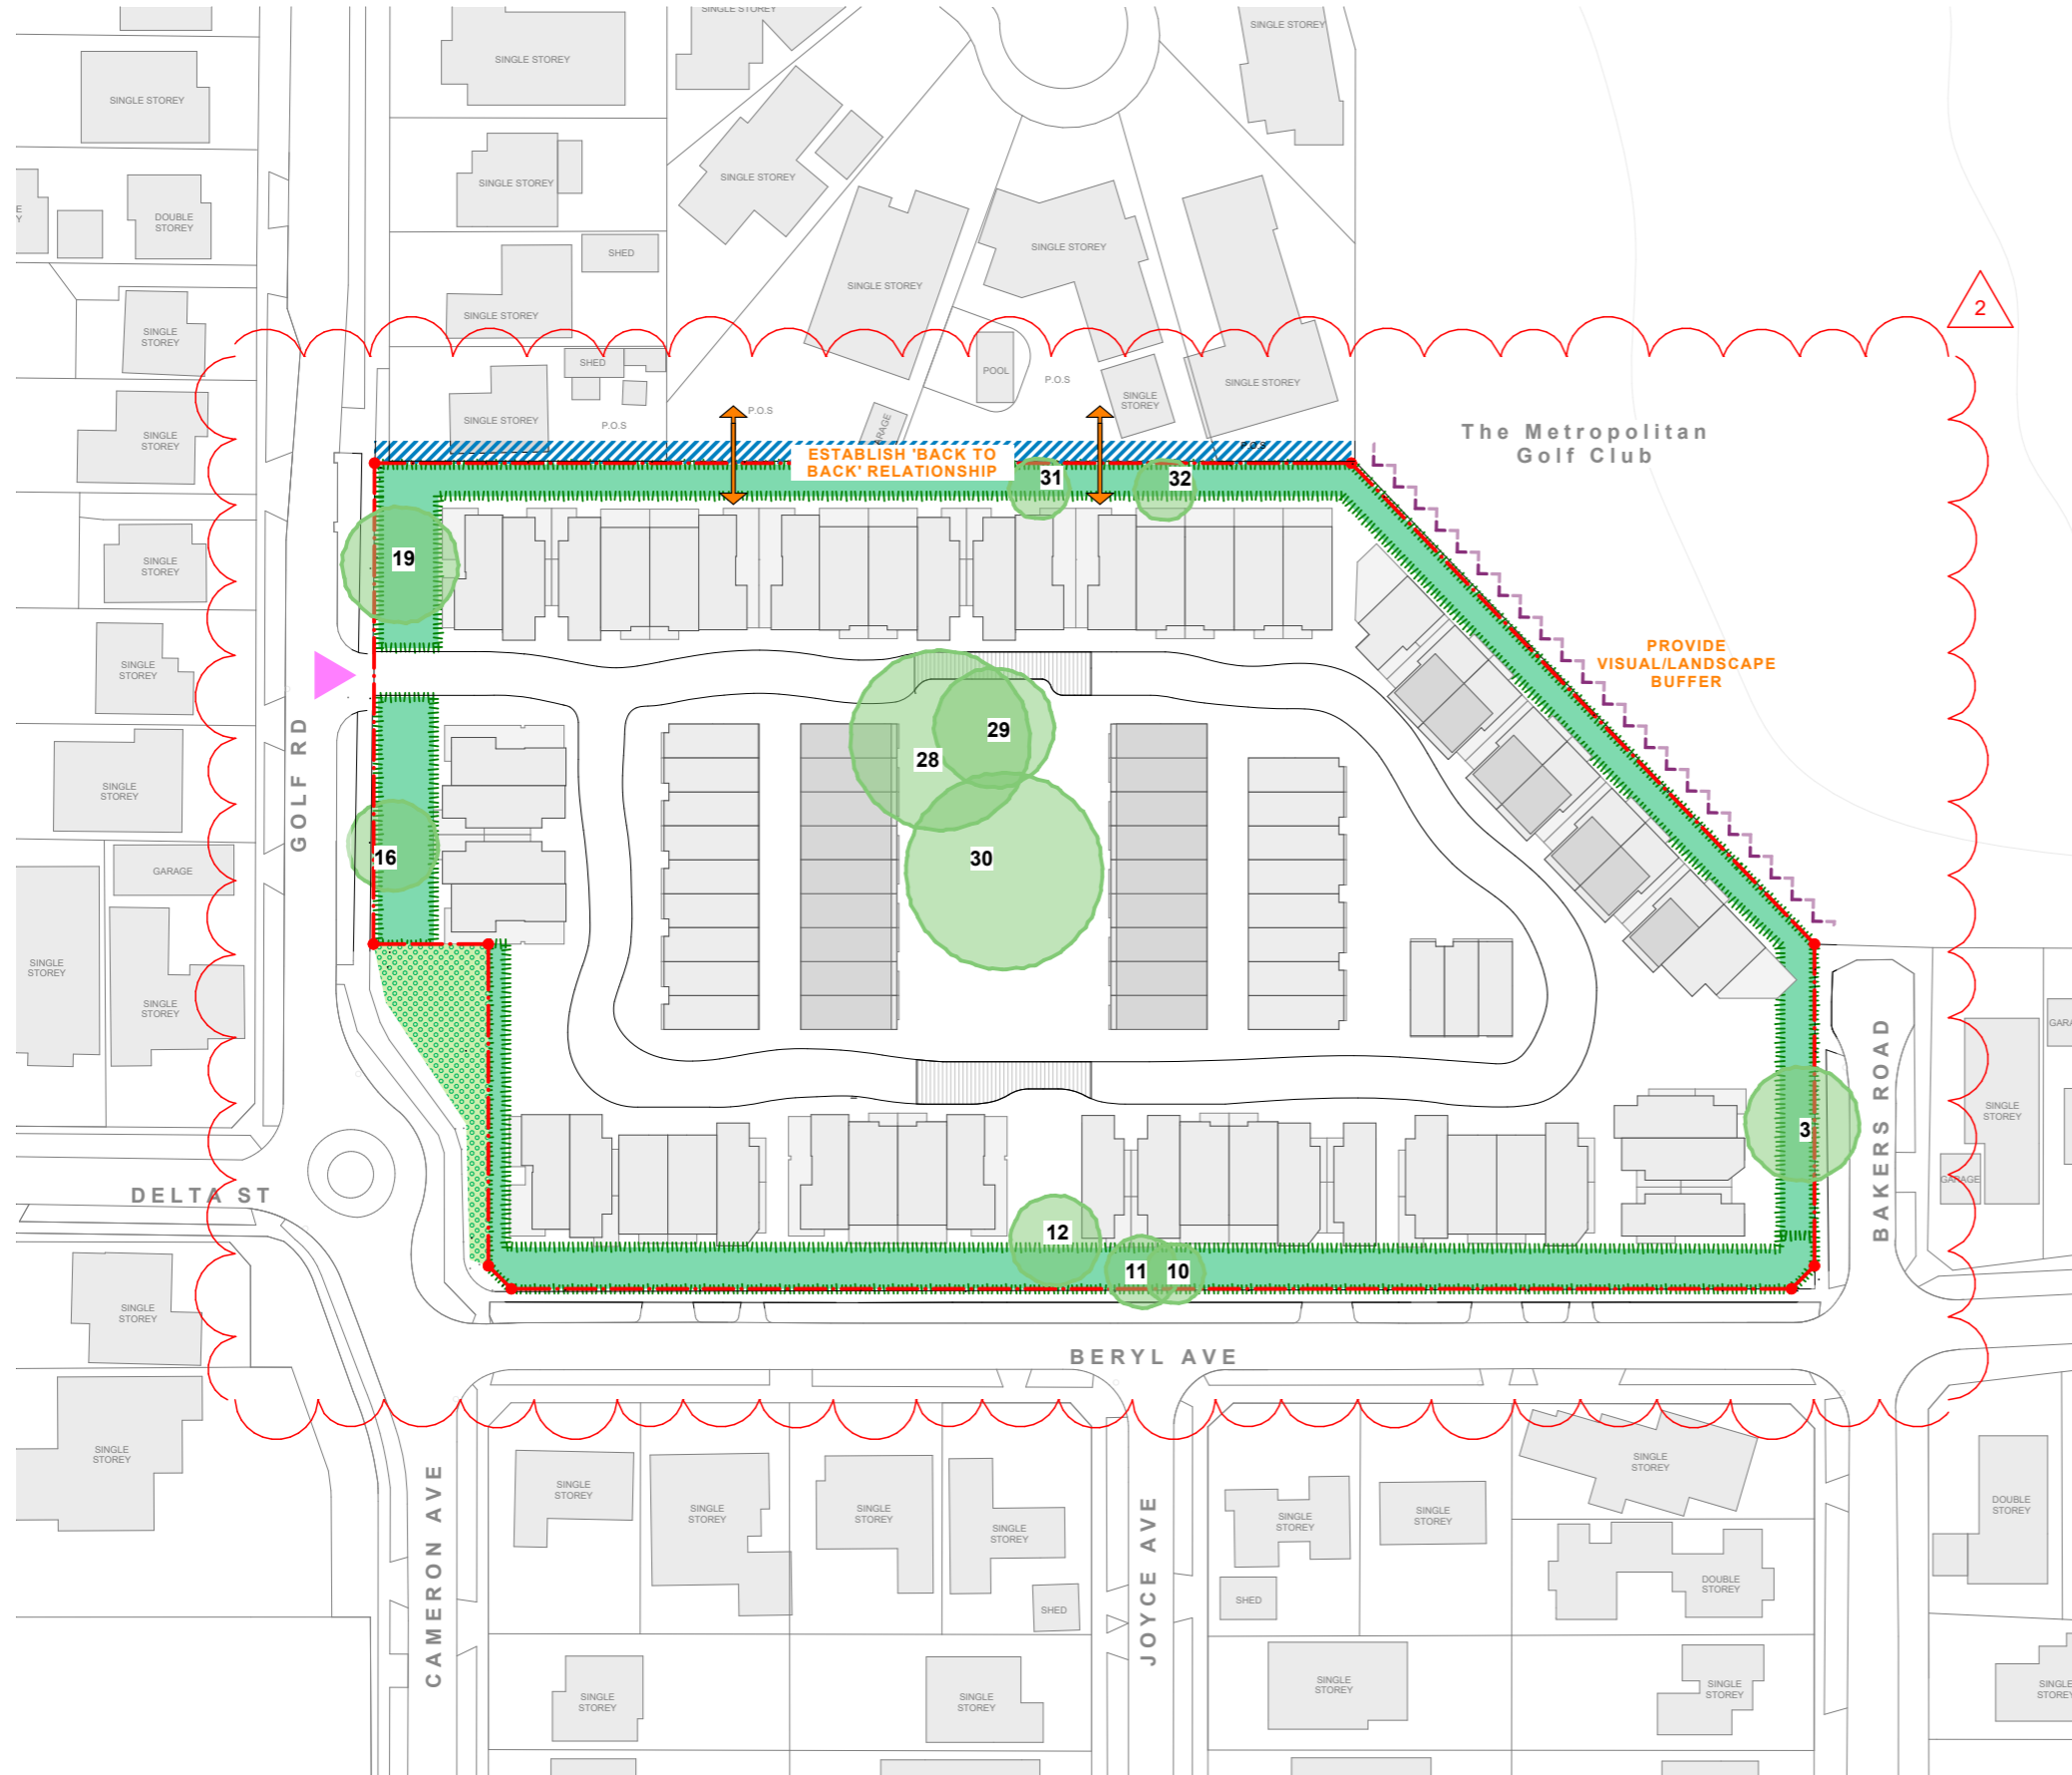 SINGLE STOREY
SINGLE STOREY
SINGLE STOREY
SINGLE STOREY
SINGLE STOREY
SINGLE STOREY
DOUBLE
STOREY
SINGLE STOREY
SINGLE STOREY
SHED
SINGLE STOREY
SINGLE STOREY
2
SINGLE
STOREY
SHED
POOL
P.O.S
SINGLE STOREY
SINGLE
STOREY
P.O.S
SINGLE STOREY
P.O.S
SINGLE
STOREY
The Metropolitan
Golf Club
P.O.S
ESTABLISH 'BACK TO
BACK' RELATIONSHIP
31
32
19
SINGLE
STOREY
SINGLE
STOREY
PROVIDE
VISUAL/LANDSCAPE
BUFFER
GOLF RD
29
28
SINGLE
STOREY
16
30
GARAGE
SINGLE
STOREY
SINGLE
STOREY
BAKERS ROAD
SINGLE
STOREY
3
GARAGE
DELTA ST
12
11
10
SINGLE
STOREY
BERYL AVE
SINGLE
STOREY
CAMERON AVE
SINGLE
STOREY
SINGLE
STOREY
SINGLE
STOREY
SINGLE
STOREY
JOYCE AVE
SINGLE
STOREY
SINGLE
STOREY
SINGLE
STOREY
DOUBLE
STOREY
SHED
SHED
DOUBLE
STOREY
SINGLE
STOREY
SINGLE
STOREY
SINGLE
STOREY
SINGLE
STOREY
SINGLE